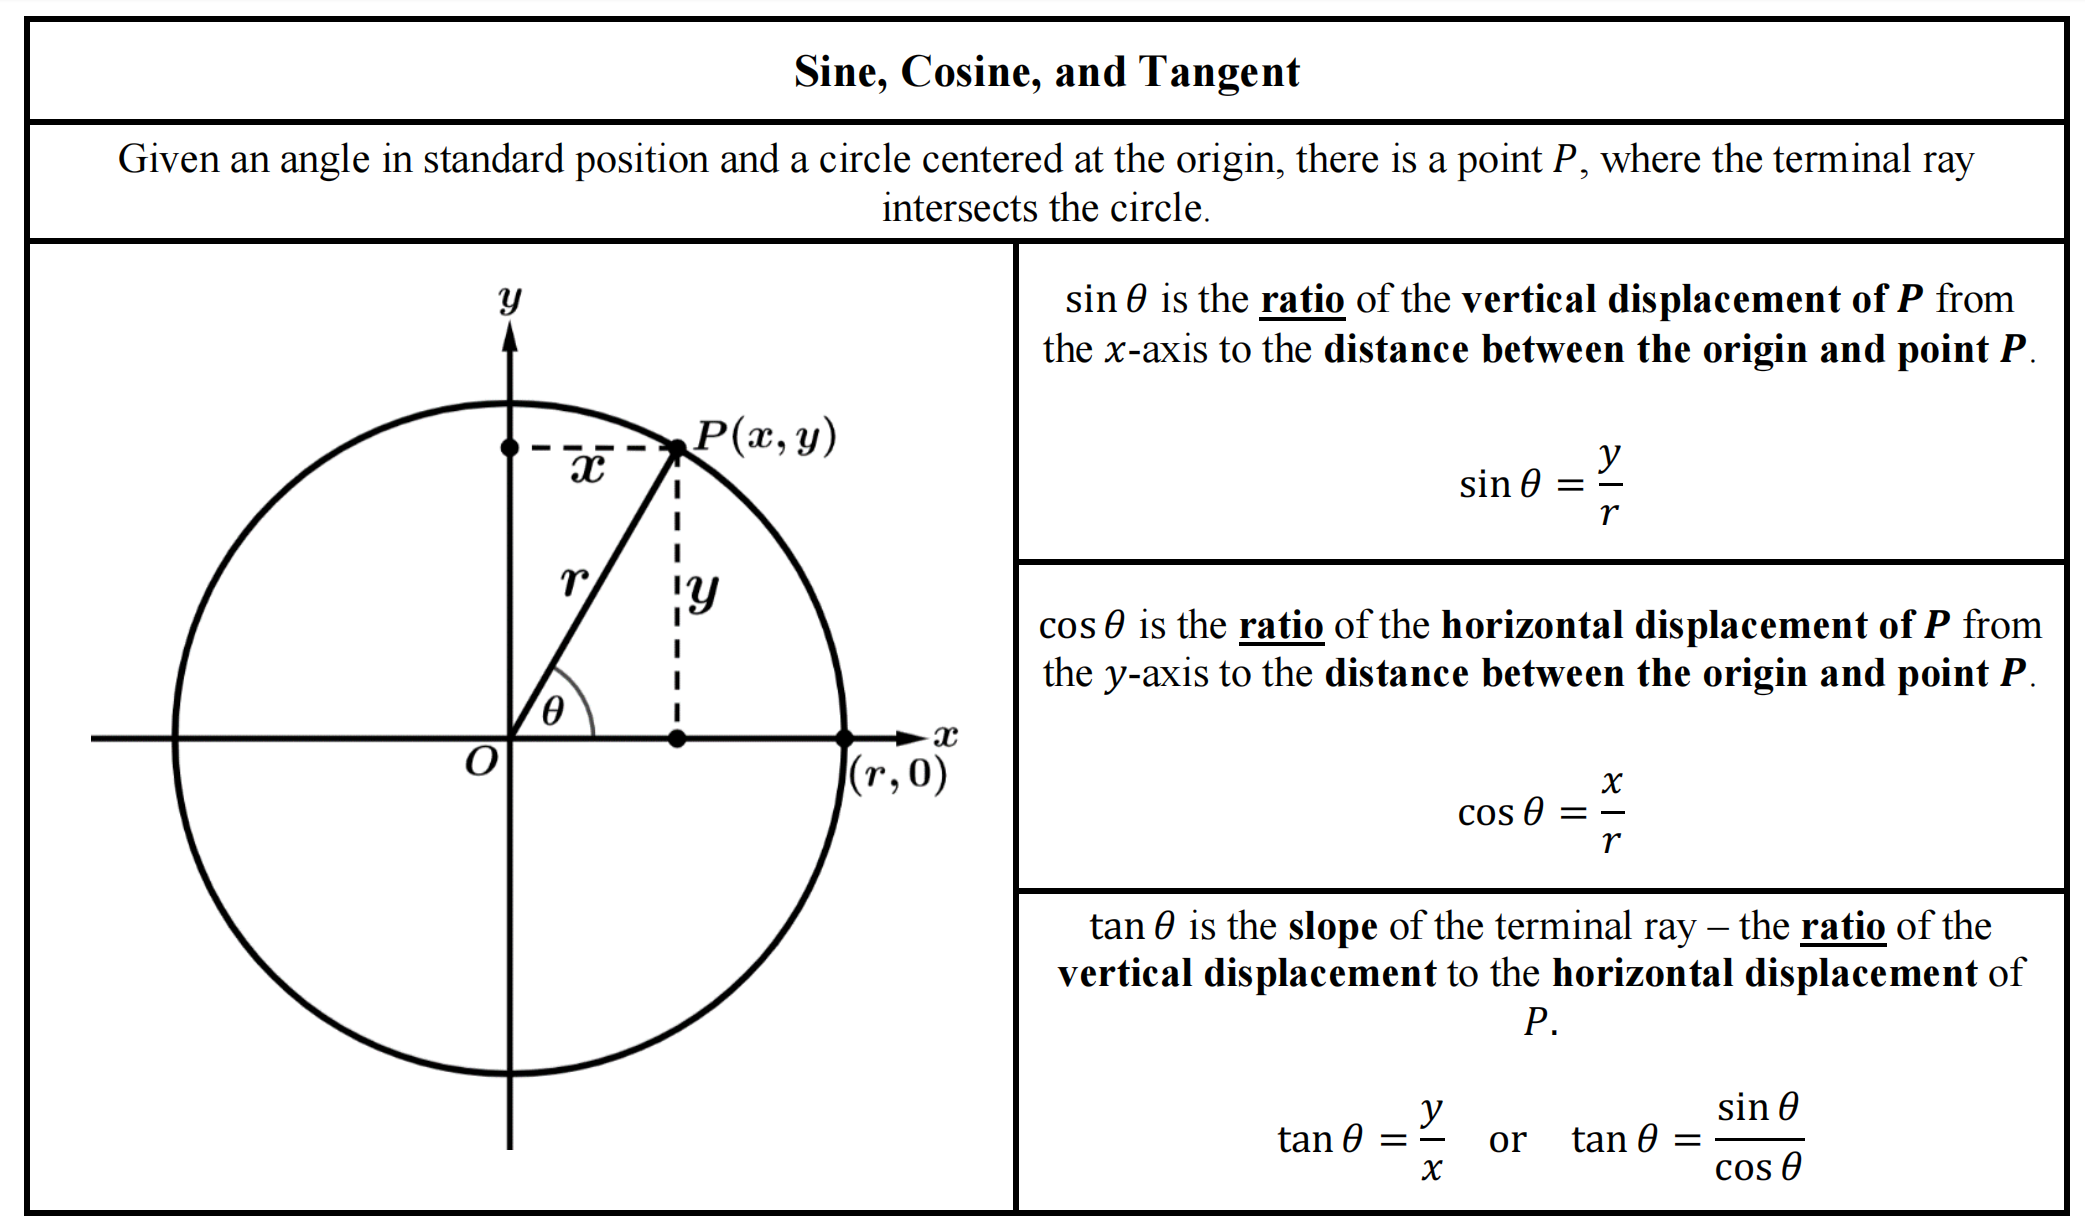 Sine, Cosine, and Tangent
Given an angle in standard position and a circle centered at the origin, there is a point P, where the terminal ray
intersects the circle.
y
P(x, y)
x
r
y
θ
x
O
(r, 0)
sin θ is the ratio of the vertical displacement of P from
the x-axis to the distance between the origin and point P.
sin θ = y/r
cos θ is the ratio of the horizontal displacement of P from
the y-axis to the distance between the origin and point P.
cos θ = x/r
tan θ is the slope of the terminal ray – the ratio of the
vertical displacement to the horizontal displacement of
P.
tan θ = y/x or tan θ = sin θ/cos θ